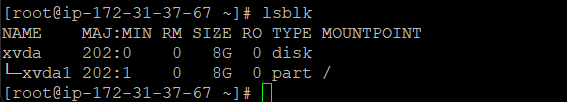 [root@ip-172-31-37-67 ~]# lsblk
NAME    MAJ:MIN RM SIZE RO TYPE MOUNTPOINT
xvda    202:0    0   8G  0 disk
└─xvda1 202:1    0   8G  0 part /
[root@ip-172-31-37-67 ~]#